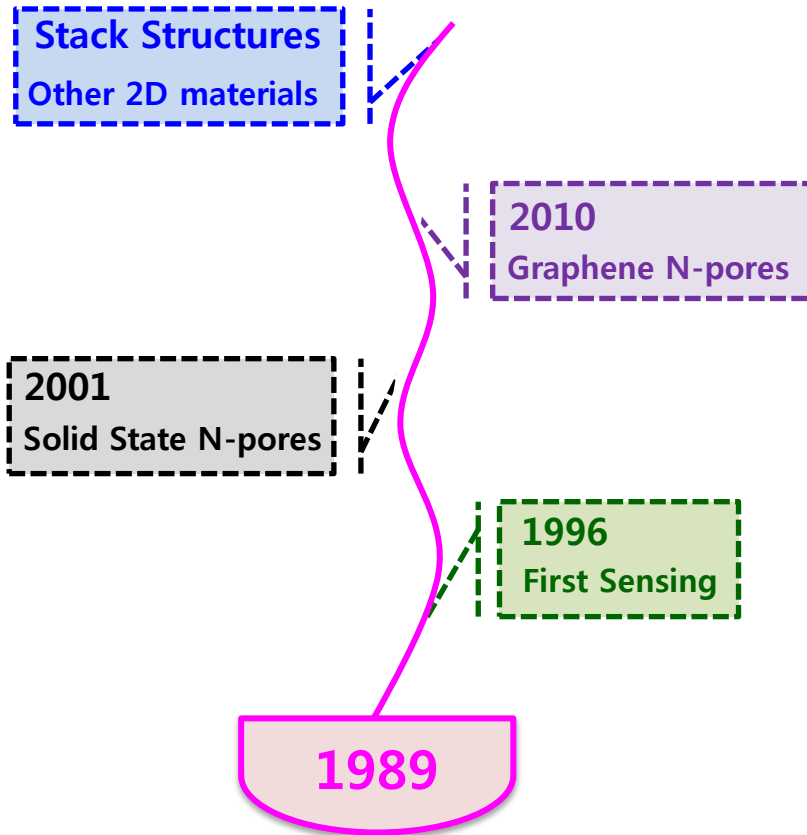 Stack Structures
Other 2D materials
2010
Graphene N-pores
2001
Solid State N-pores
1996
First Sensing
1989